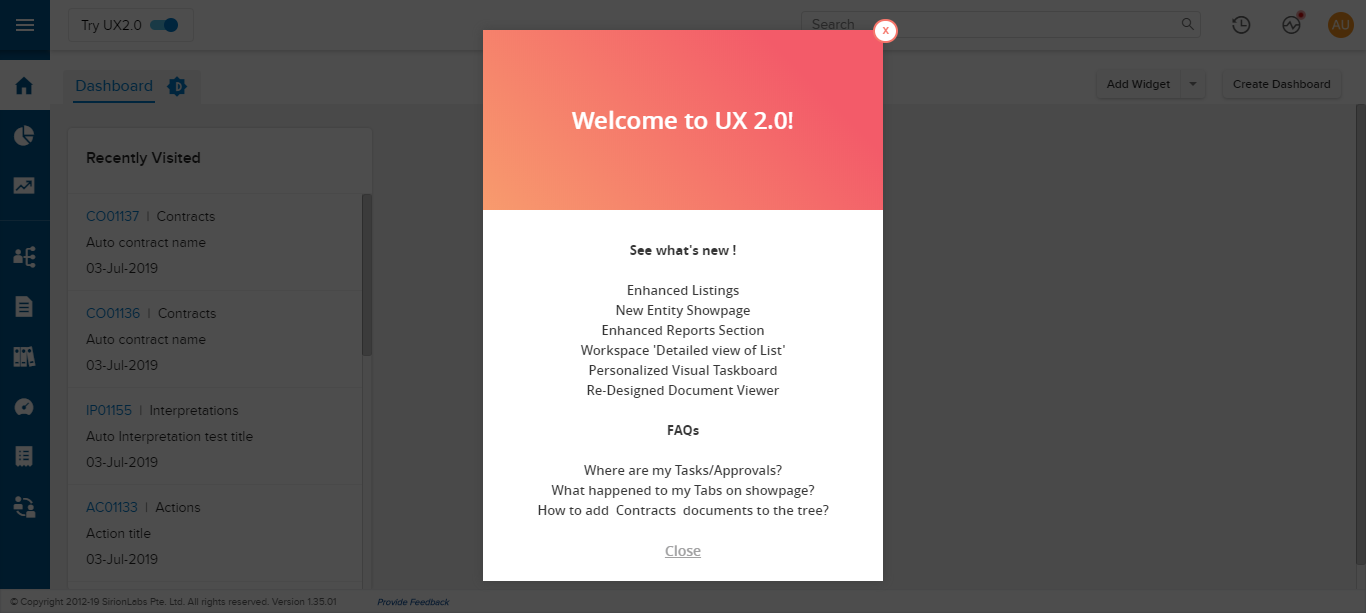 Try UX2.0
Search
AU
Dashboard
D
Add Widget
Create Dashboard
Recently Visited
CO01137 | Contracts
Auto contract name
03-Jul-2019
CO01136 | Contracts
Auto contract name
03-Jul-2019
IP01155 | Interpretations
Auto Interpretation test title
03-Jul-2019
AC01133 | Actions
Action title
03-Jul-2019
x
Welcome to UX 2.0!
See what's new !
Enhanced Listings
New Entity Showpage
Enhanced Reports Section
Workspace 'Detailed view of List'
Personalized Visual Taskboard
Re-Designed Document Viewer
FAQs
Where are my Tasks/Approvals?
What happened to my Tabs on showpage?
How to add Contracts documents to the tree?
Close
© Copyright 2012-19 SirionLabs Pte. Ltd. All rights reserved. Version 1.35.01
Provide Feedback